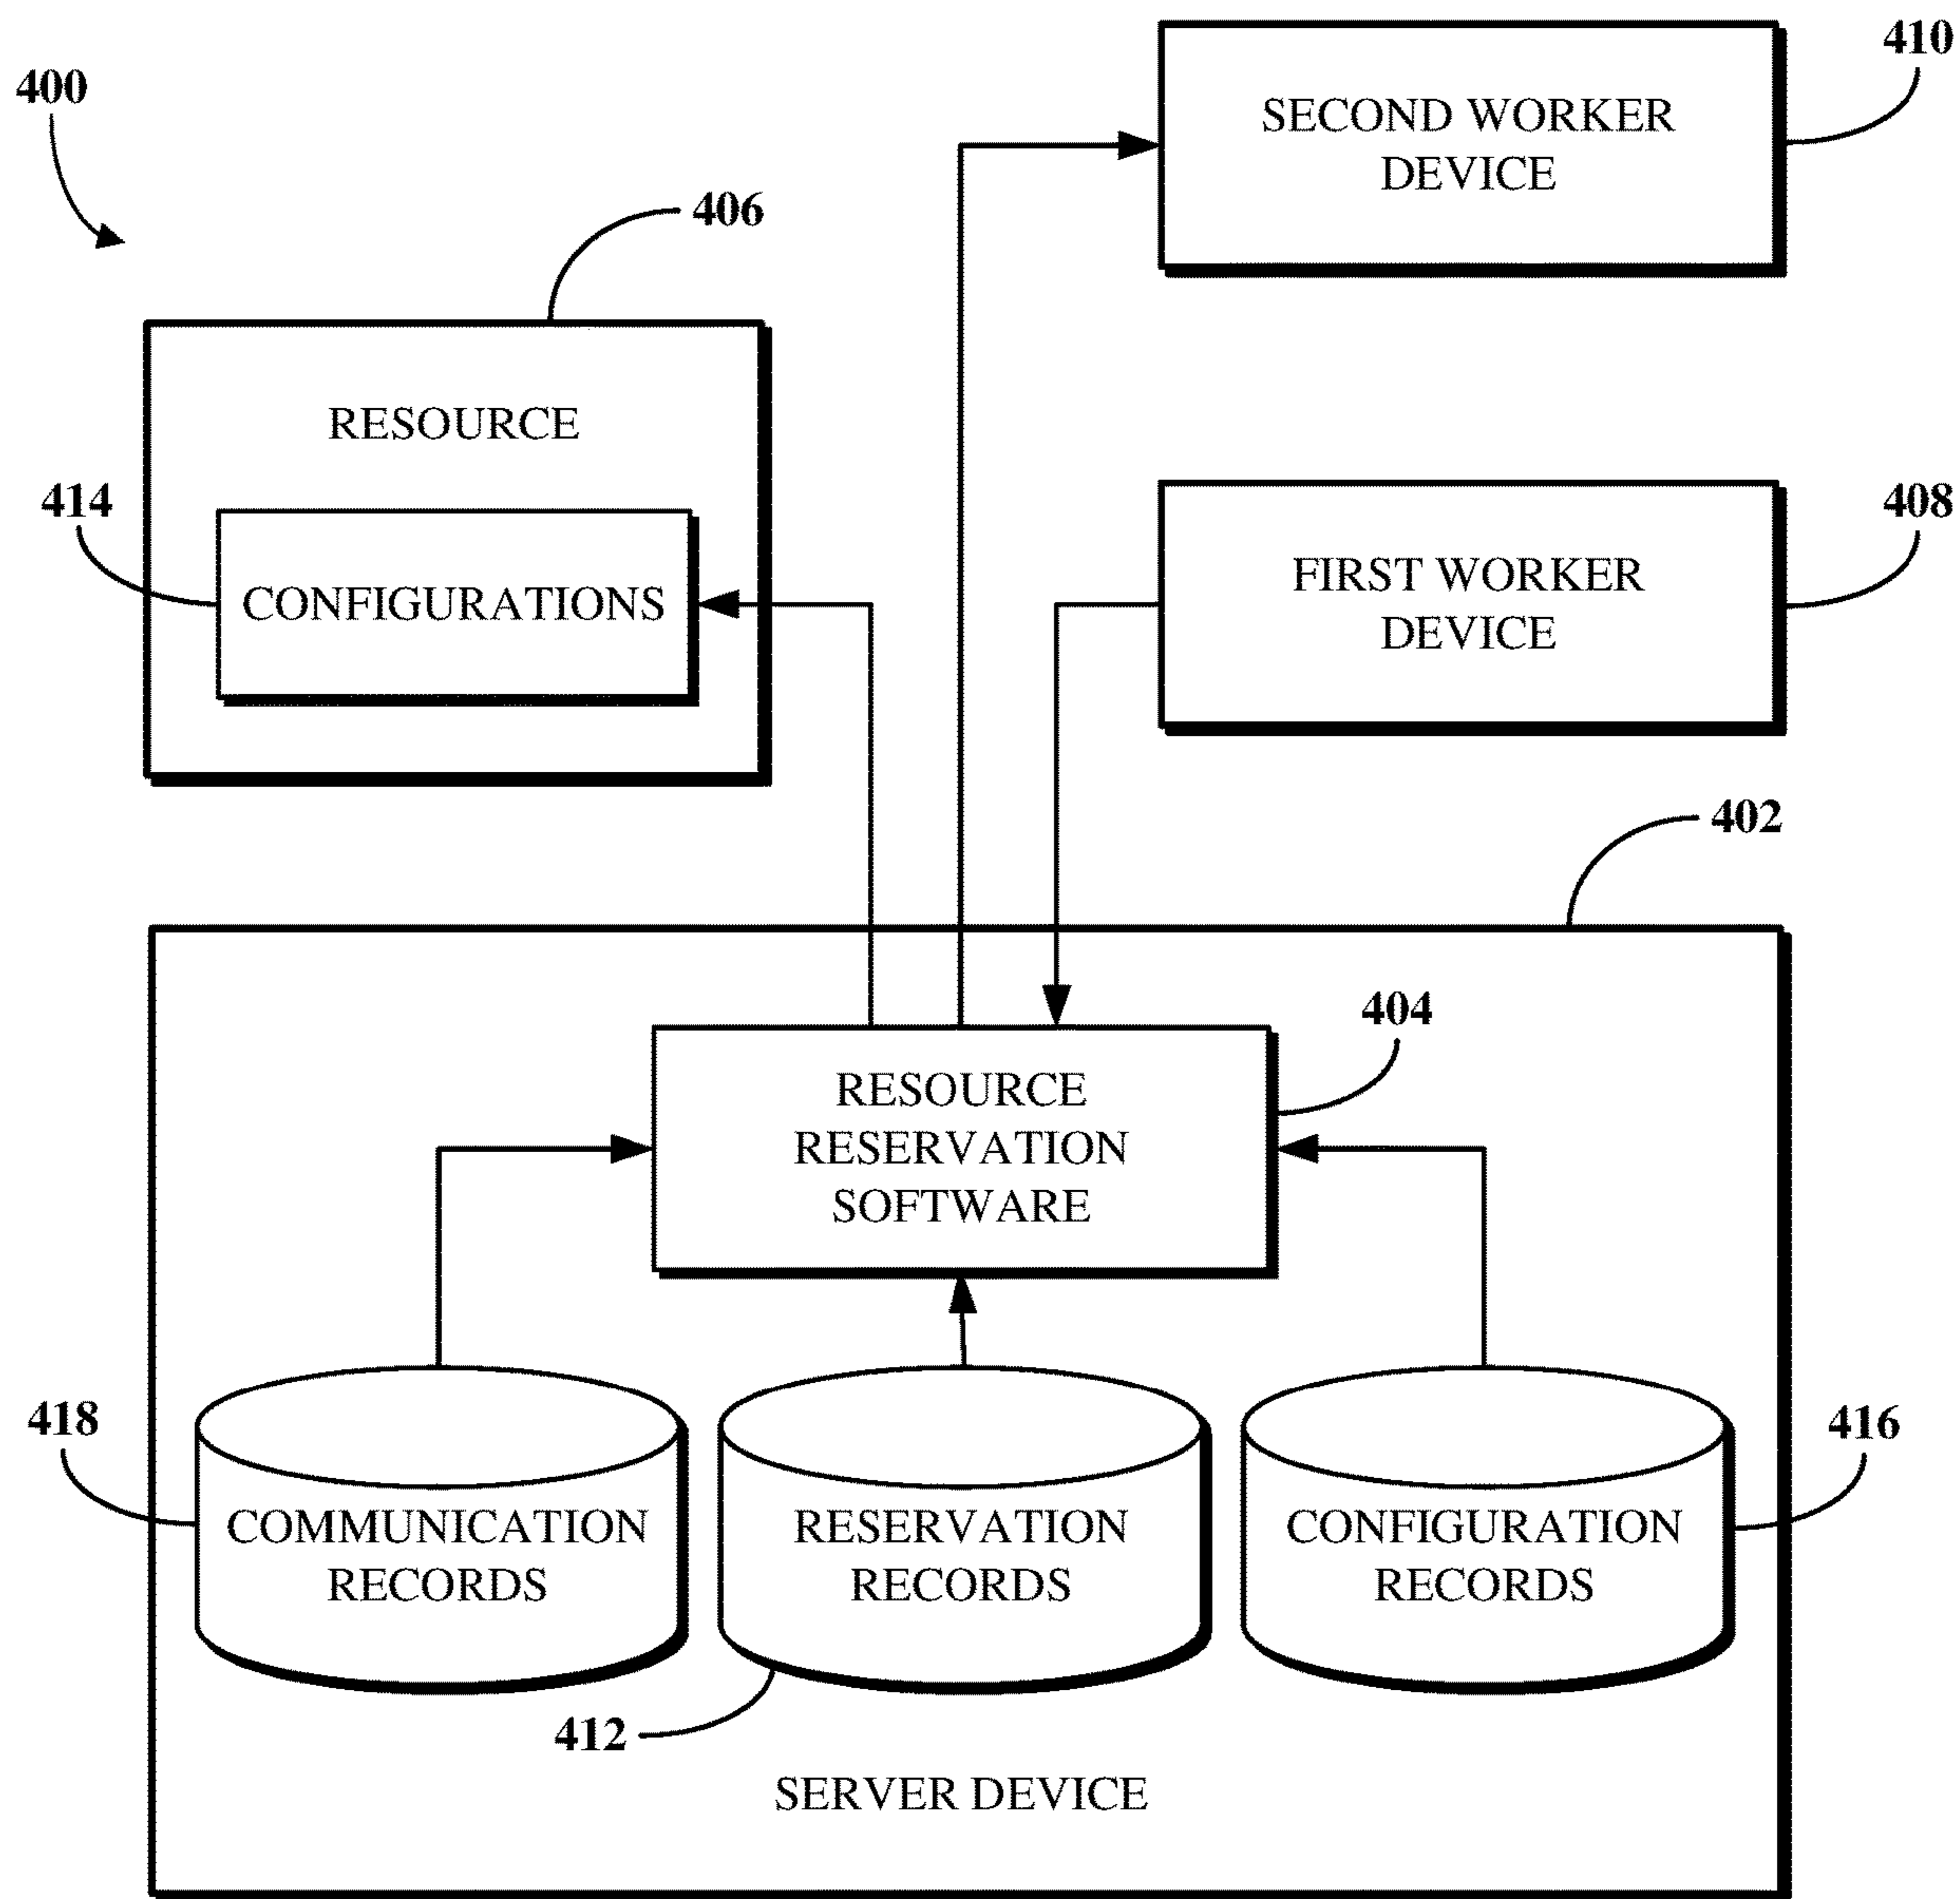 410
SECOND WORKER
DEVICE
400
406
RESOURCE
414
CONFIGURATIONS
408
FIRST WORKER
DEVICE
402
404
RESOURCE
RESERVATION
SOFTWARE
418
COMMUNICATION
RECORDS
RESERVATION
RECORDS
416
CONFIGURATION
RECORDS
412
SERVER DEVICE